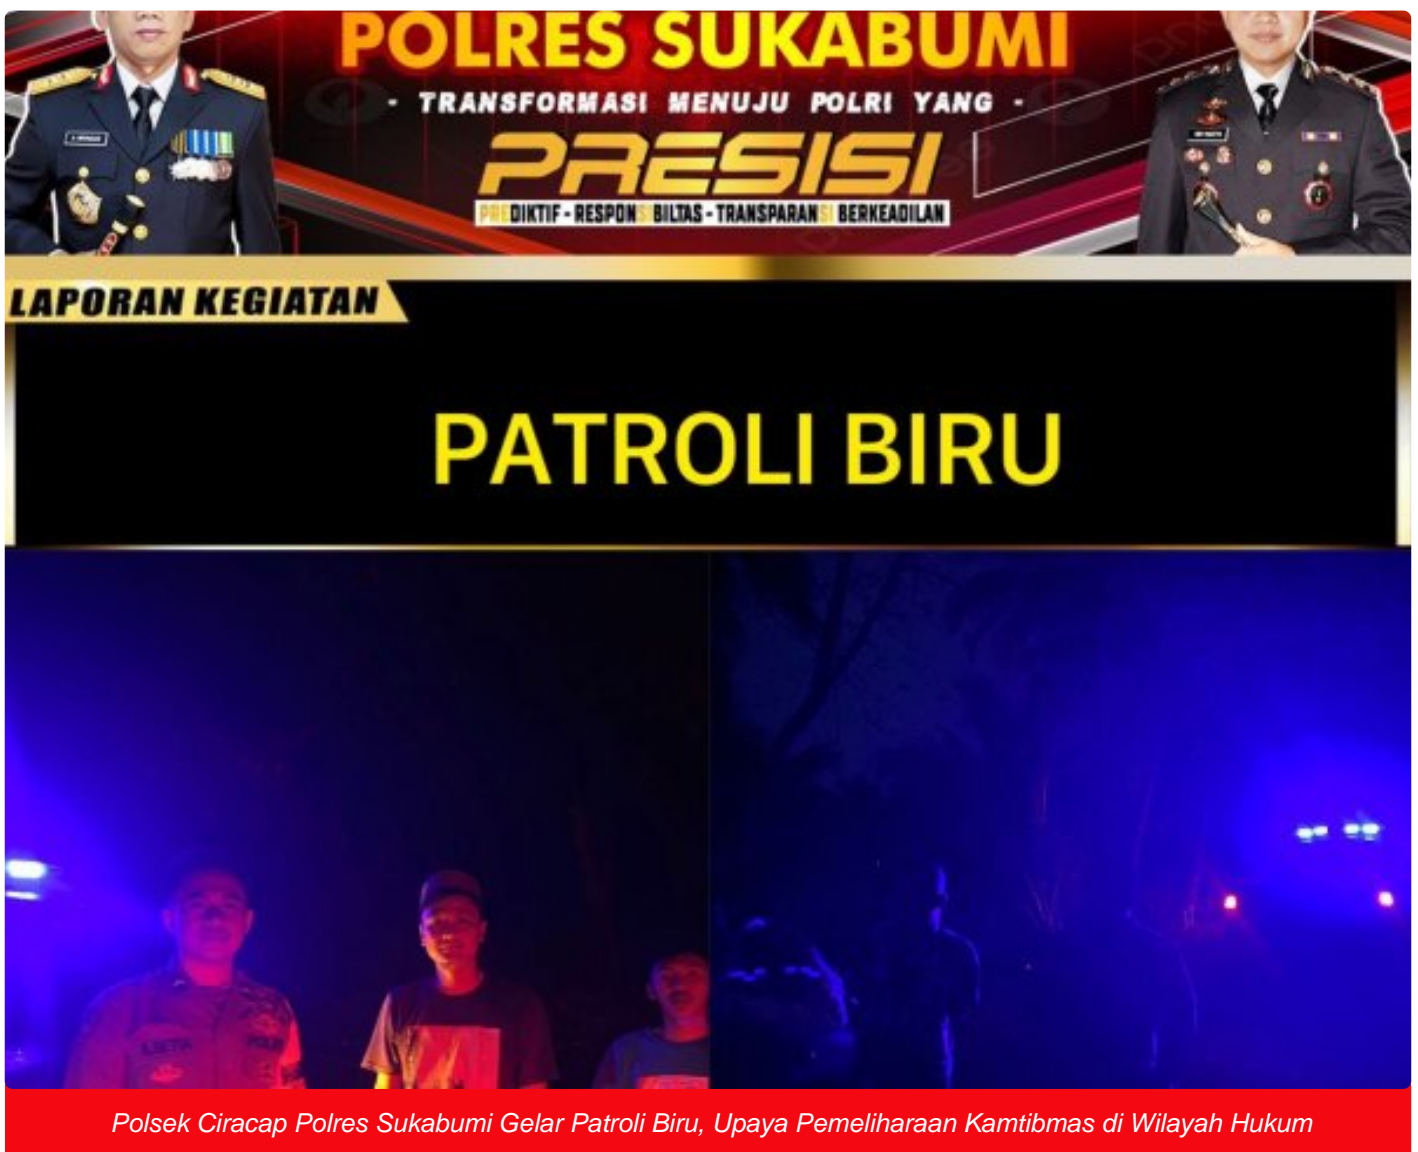 POLRES SUKABUMI
- TRANSFORMASI MENUJU POLRI YANG -
PRESISI
PREDIKTIF - RESPONSIBILTAS - TRANSPARANSI BERKEADILAN
LAPORAN KEGIATAN
PATROLI BIRU
Polsek Ciracap Polres Sukabumi Gelar Patroli Biru, Upaya Pemeliharaan Kamtibmas di Wilayah Hukum